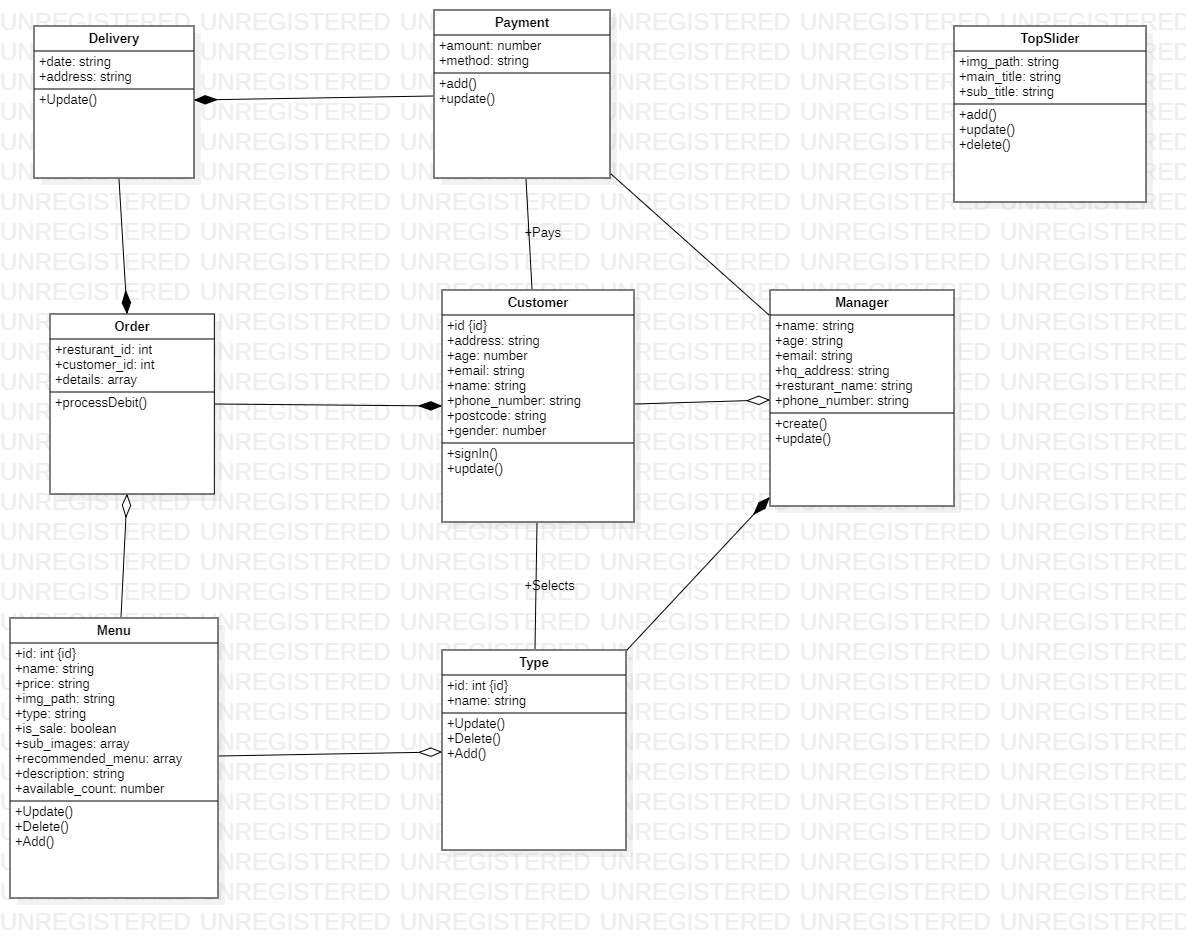 Delivery
+date: string
+address: string
+Update()
Payment
+amount: number
+method: string
+add()
+update()
TopSlider
+img_path: string
+main_title: string
+sub_title: string
+add()
+update()
+delete()
+Pays
Order
+resturant_id: int
+customer_id: int
+details: array
+processDebit()
Customer
+id {id}
+address: string
+age: number
+email: string
+name: string
+phone_number: string
+postcode: string
+gender: number
+signIn()
+update()
Manager
+name: string
+age: string
+email: string
+hq_address: string
+resturant_name: string
+phone_number: string
+create()
+update()
+Selects
Menu
+id: int {id}
+name: string
+price: string
+img_path: string
+type: string
+is_sale: boolean
+sub_images: array
+recommended_menu: array
+description: string
+available_count: number
+Update()
+Delete()
+Add()
Type
+id: int {id}
+name: string
+Update()
+Delete()
+Add()
UNREGISTERED